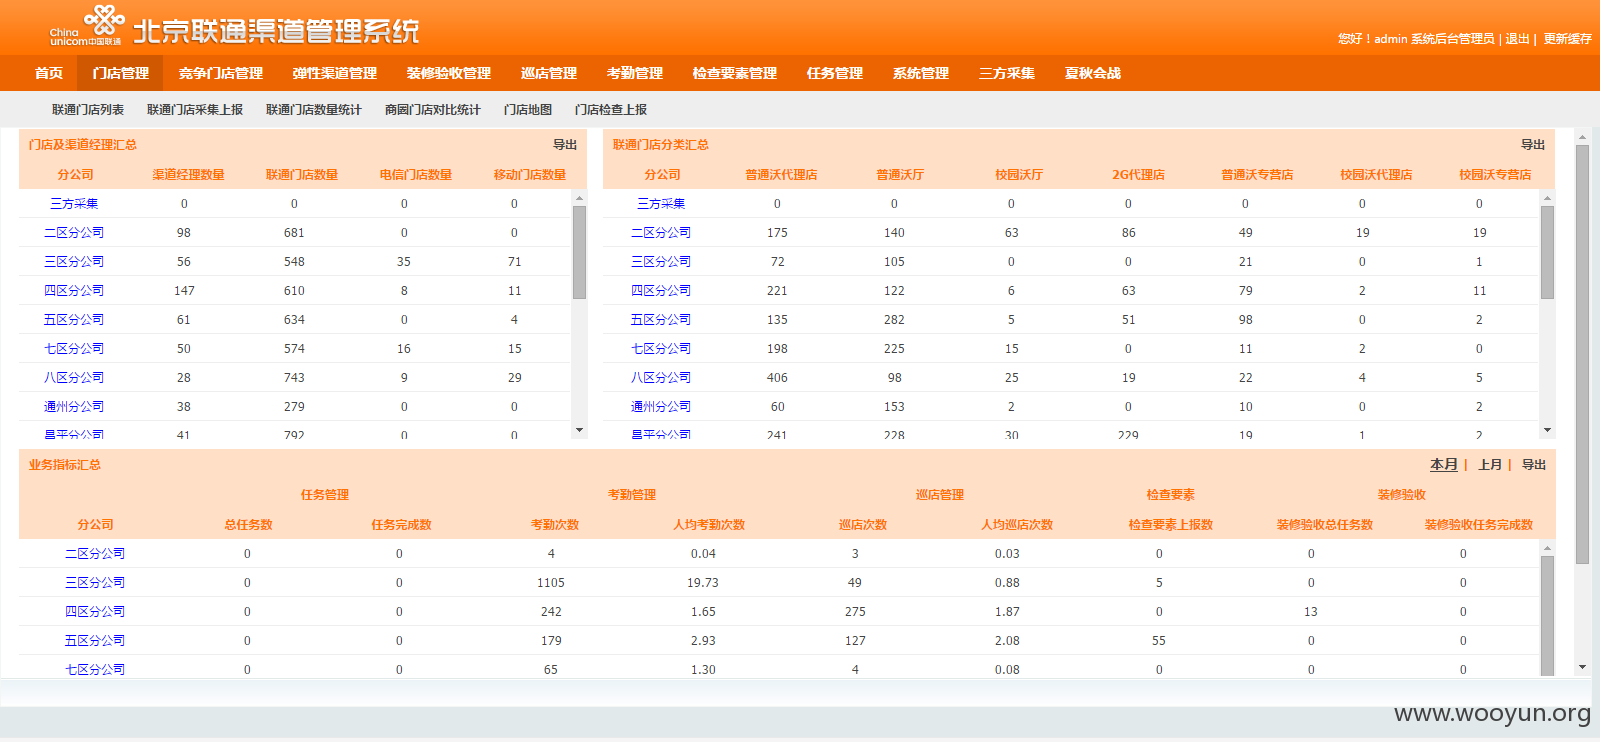 China unicom中国联通 北京联通渠道管理系统
您好！admin 系统后台管理员 | 退出 | 更新缓存
首页 门店管理 竞争门店管理 弹性渠道管理 装修验收管理 巡店管理 考勤管理 检查要素管理 任务管理 系统管理 三方采集 夏秋会战
联通门店列表 联通门店采集上报 联通门店数量统计 商圈门店对比统计 门店地图 门店检查上报
门店及渠道经理汇总 导出
分公司 渠道经理数量 联通门店数量 电信门店数量 移动门店数量
三方采集 0 0 0 0
二区分公司 98 681 0 0
三区分公司 56 548 35 71
四区分公司 147 610 8 11
五区分公司 61 634 0 4
七区分公司 50 574 16 15
八区分公司 28 743 9 29
通州分公司 38 279 0 0
昌平分公司 41 792 0 0
联通门店分类汇总 导出
分公司 普通沃代理店 普通沃厅 校园沃厅 2G代理店 普通沃专营店 校园沃代理店 校园沃专营店
三方采集 0 0 0 0 0 0 0
二区分公司 175 140 63 86 49 19 19
三区分公司 72 105 0 0 21 0 1
四区分公司 221 122 6 63 79 2 11
五区分公司 135 282 5 51 98 0 2
七区分公司 198 225 15 0 11 2 0
八区分公司 406 98 25 19 22 4 5
通州分公司 60 153 2 0 10 0 2
昌平分公司 241 228 30 229 19 1 2
业务指标汇总 本月 | 上月 | 导出
任务管理 考勤管理 巡店管理 检查要素 装修验收
分公司 总任务数 任务完成数 考勤次数 人均考勤次数 巡店次数 人均巡店次数 检查要素上报数 装修验收总任务数 装修验收任务完成数
二区分公司 0 0 4 0.04 3 0.03 0 0 0
三区分公司 0 0 1105 19.73 49 0.88 5 0 0
四区分公司 0 0 242 1.65 275 1.87 0 13 0
五区分公司 0 0 179 2.93 127 2.08 55 0 0
七区分公司 0 0 65 1.30 4 0.08 0 0 0
www.wooyun.org